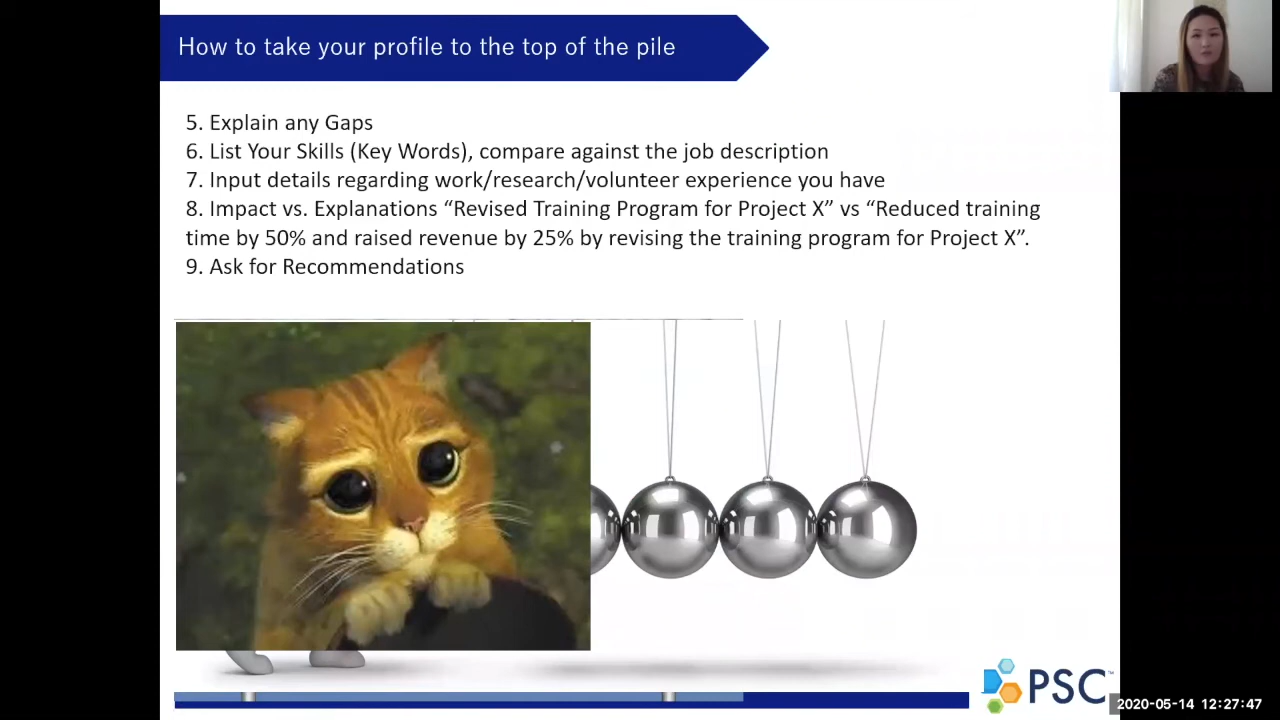 How to take your profile to the top of the pile
5. Explain any Gaps
6. List Your Skills (Key Words), compare against the job description
7. Input details regarding work/research/volunteer experience you have
8. Impact vs. Explanations “Revised Training Program for Project X” vs “Reduced training
time by 50% and raised revenue by 25% by revising the training program for Project X”.
9. Ask for Recommendations
PSC™
2020-05-14 12:27:47